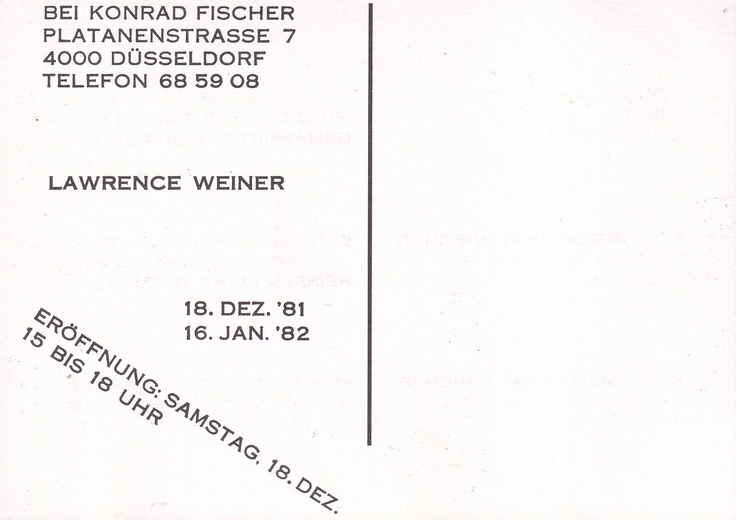 BEI KONRAD FISCHER
PLATANENSTRASSE 7
4000 DÜSSELDORF
TELEFON 68 59 08
LAWRENCE WEINER
18. DEZ. '81
16. JAN. '82
ERÖFFNUNG: SAMSTAG, 18. DEZ.
15 BIS 18 UHR